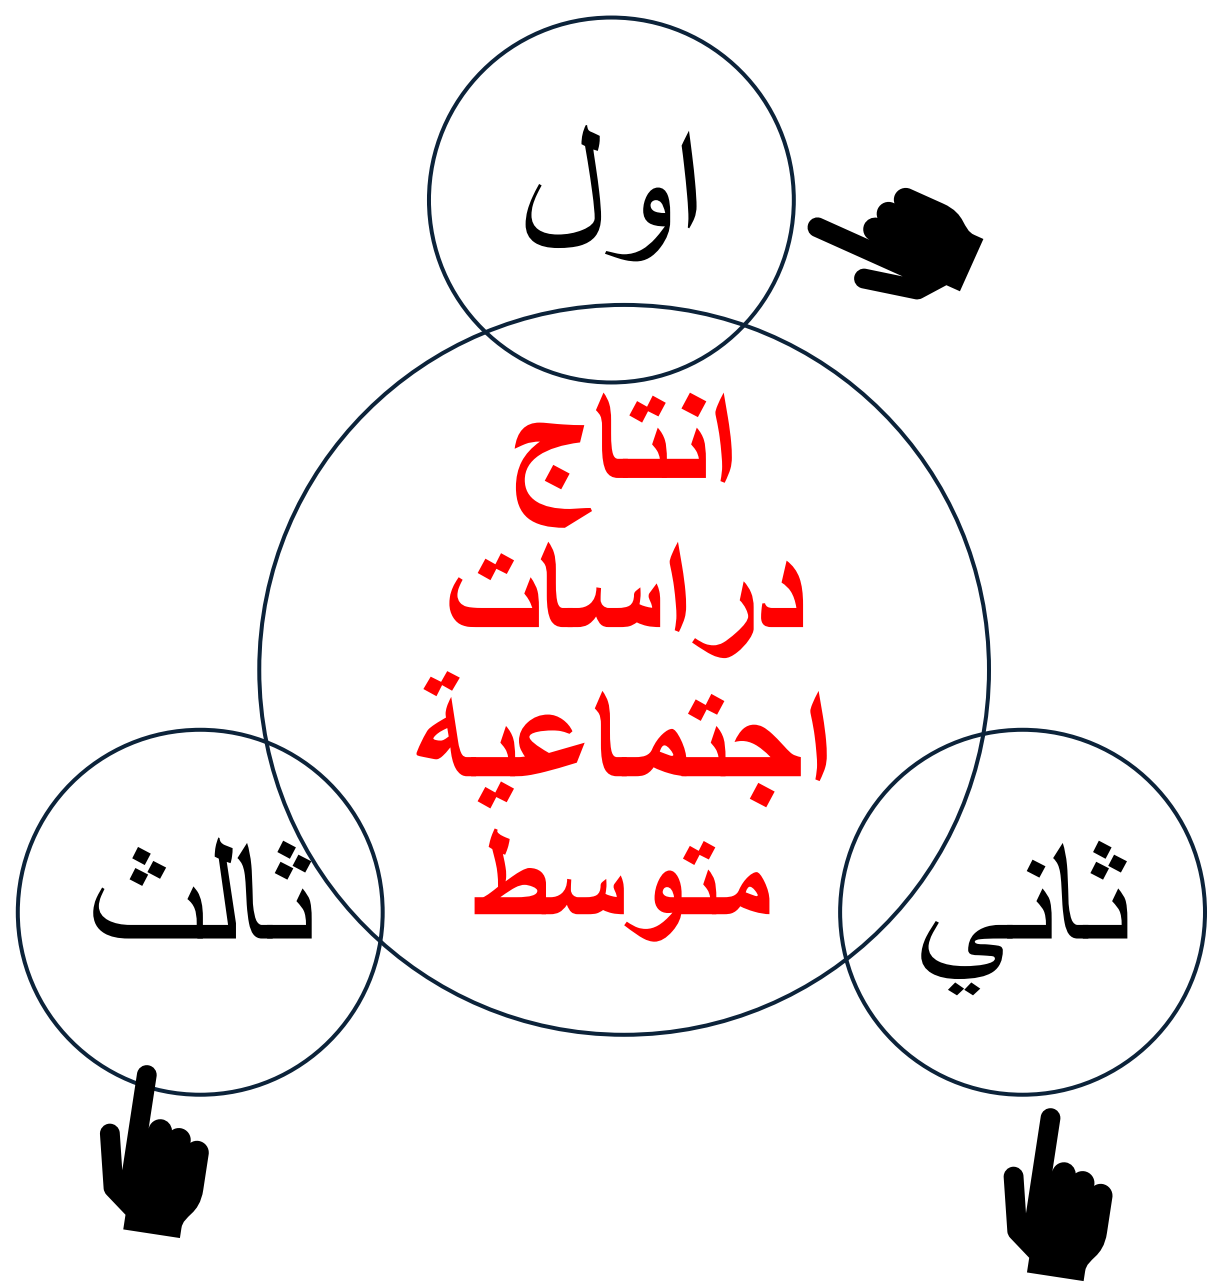 اول
انتاج
دراسات
اجتماعية
متوسط
ثاني
ثالث